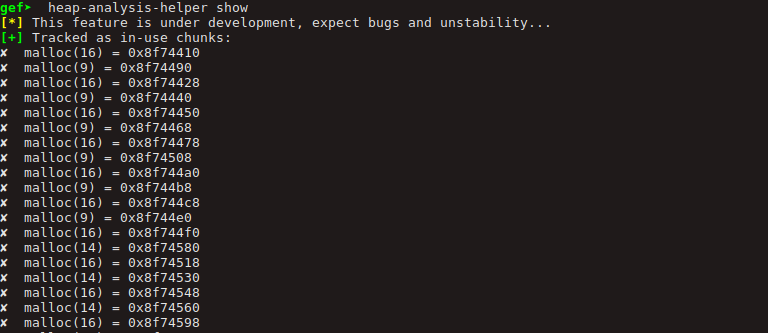 gef➤ heap-analysis-helper show
[*] This feature is under development, expect bugs and unstability...
[+] Tracked as in-use chunks:
✘ malloc(16) = 0x8f74410
✘ malloc(9) = 0x8f74490
✘ malloc(16) = 0x8f74428
✘ malloc(9) = 0x8f74440
✘ malloc(16) = 0x8f74450
✘ malloc(9) = 0x8f74468
✘ malloc(16) = 0x8f74478
✘ malloc(9) = 0x8f74508
✘ malloc(16) = 0x8f744a0
✘ malloc(9) = 0x8f744b8
✘ malloc(16) = 0x8f744c8
✘ malloc(9) = 0x8f744e0
✘ malloc(16) = 0x8f744f0
✘ malloc(14) = 0x8f74580
✘ malloc(16) = 0x8f74518
✘ malloc(14) = 0x8f74530
✘ malloc(16) = 0x8f74548
✘ malloc(14) = 0x8f74560
✘ malloc(16) = 0x8f74598